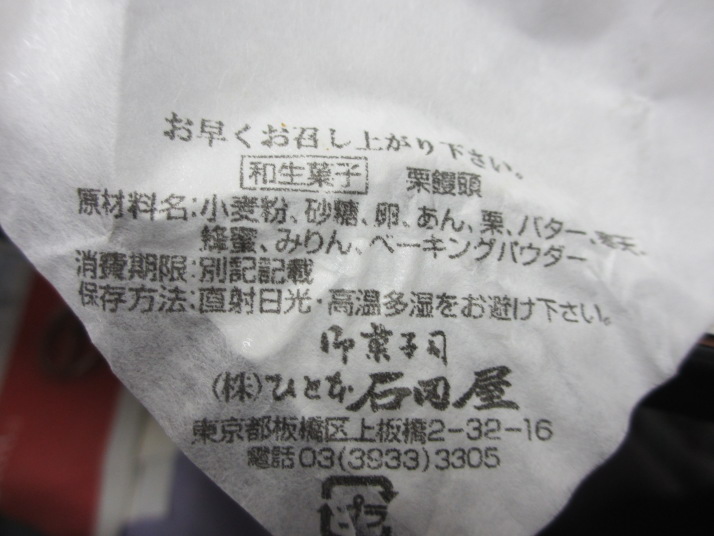 お早くお召し上がり下さい。
和生菓子 栗饅頭
原材料名:小麦粉、砂糖、卵、あん、栗、バター、寒天、
蜂蜜、みりん、ベーキングパウダー
消費期限:別記記載
保存方法:直射日光・高温多湿をお避け下さい。
御菓子司
(株)ひと本 石田屋
東京都板橋区上板橋2-32-16
電話03(3933)3305
プラ